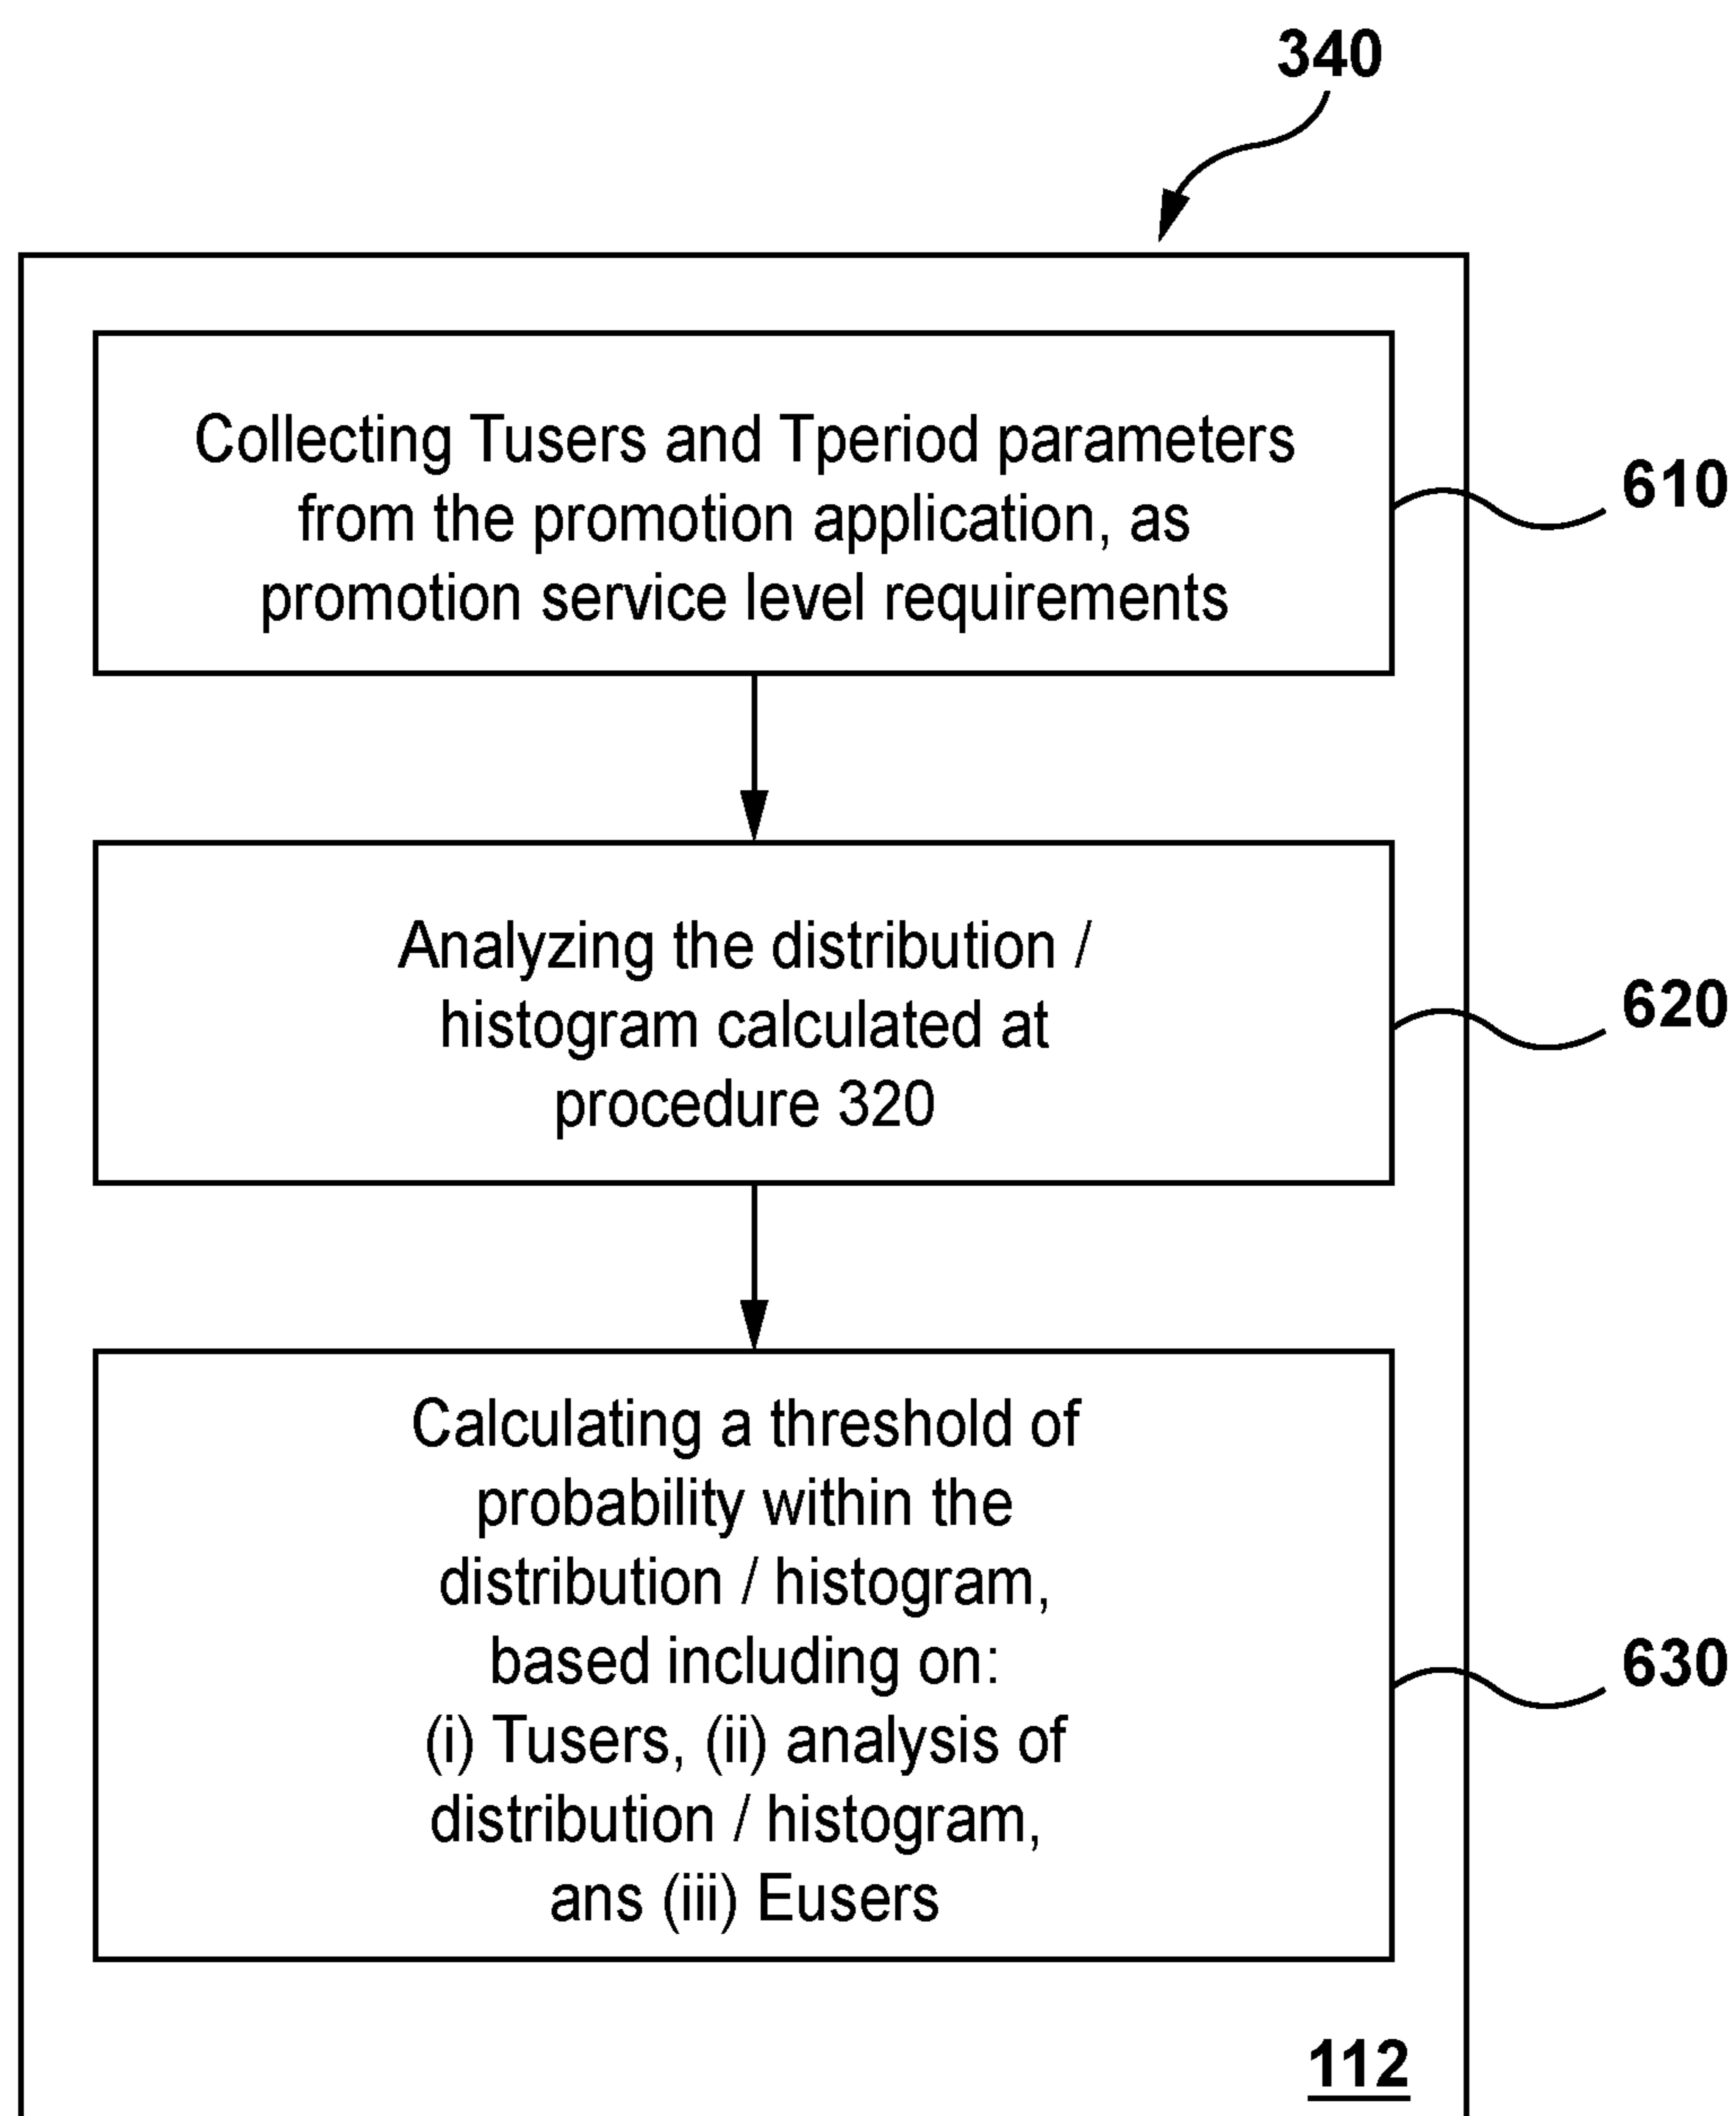 340
Collecting Tusers and Tperiod parameters
from the promotion application, as
promotion service level requirements
610
Analyzing the distribution /
histogram calculated at
procedure 320
620
Calculating a threshold of
probability within the
distribution / histogram,
based including on:
(i) Tusers, (ii) analysis of
distribution / histogram,
ans (iii) Eusers
630
112